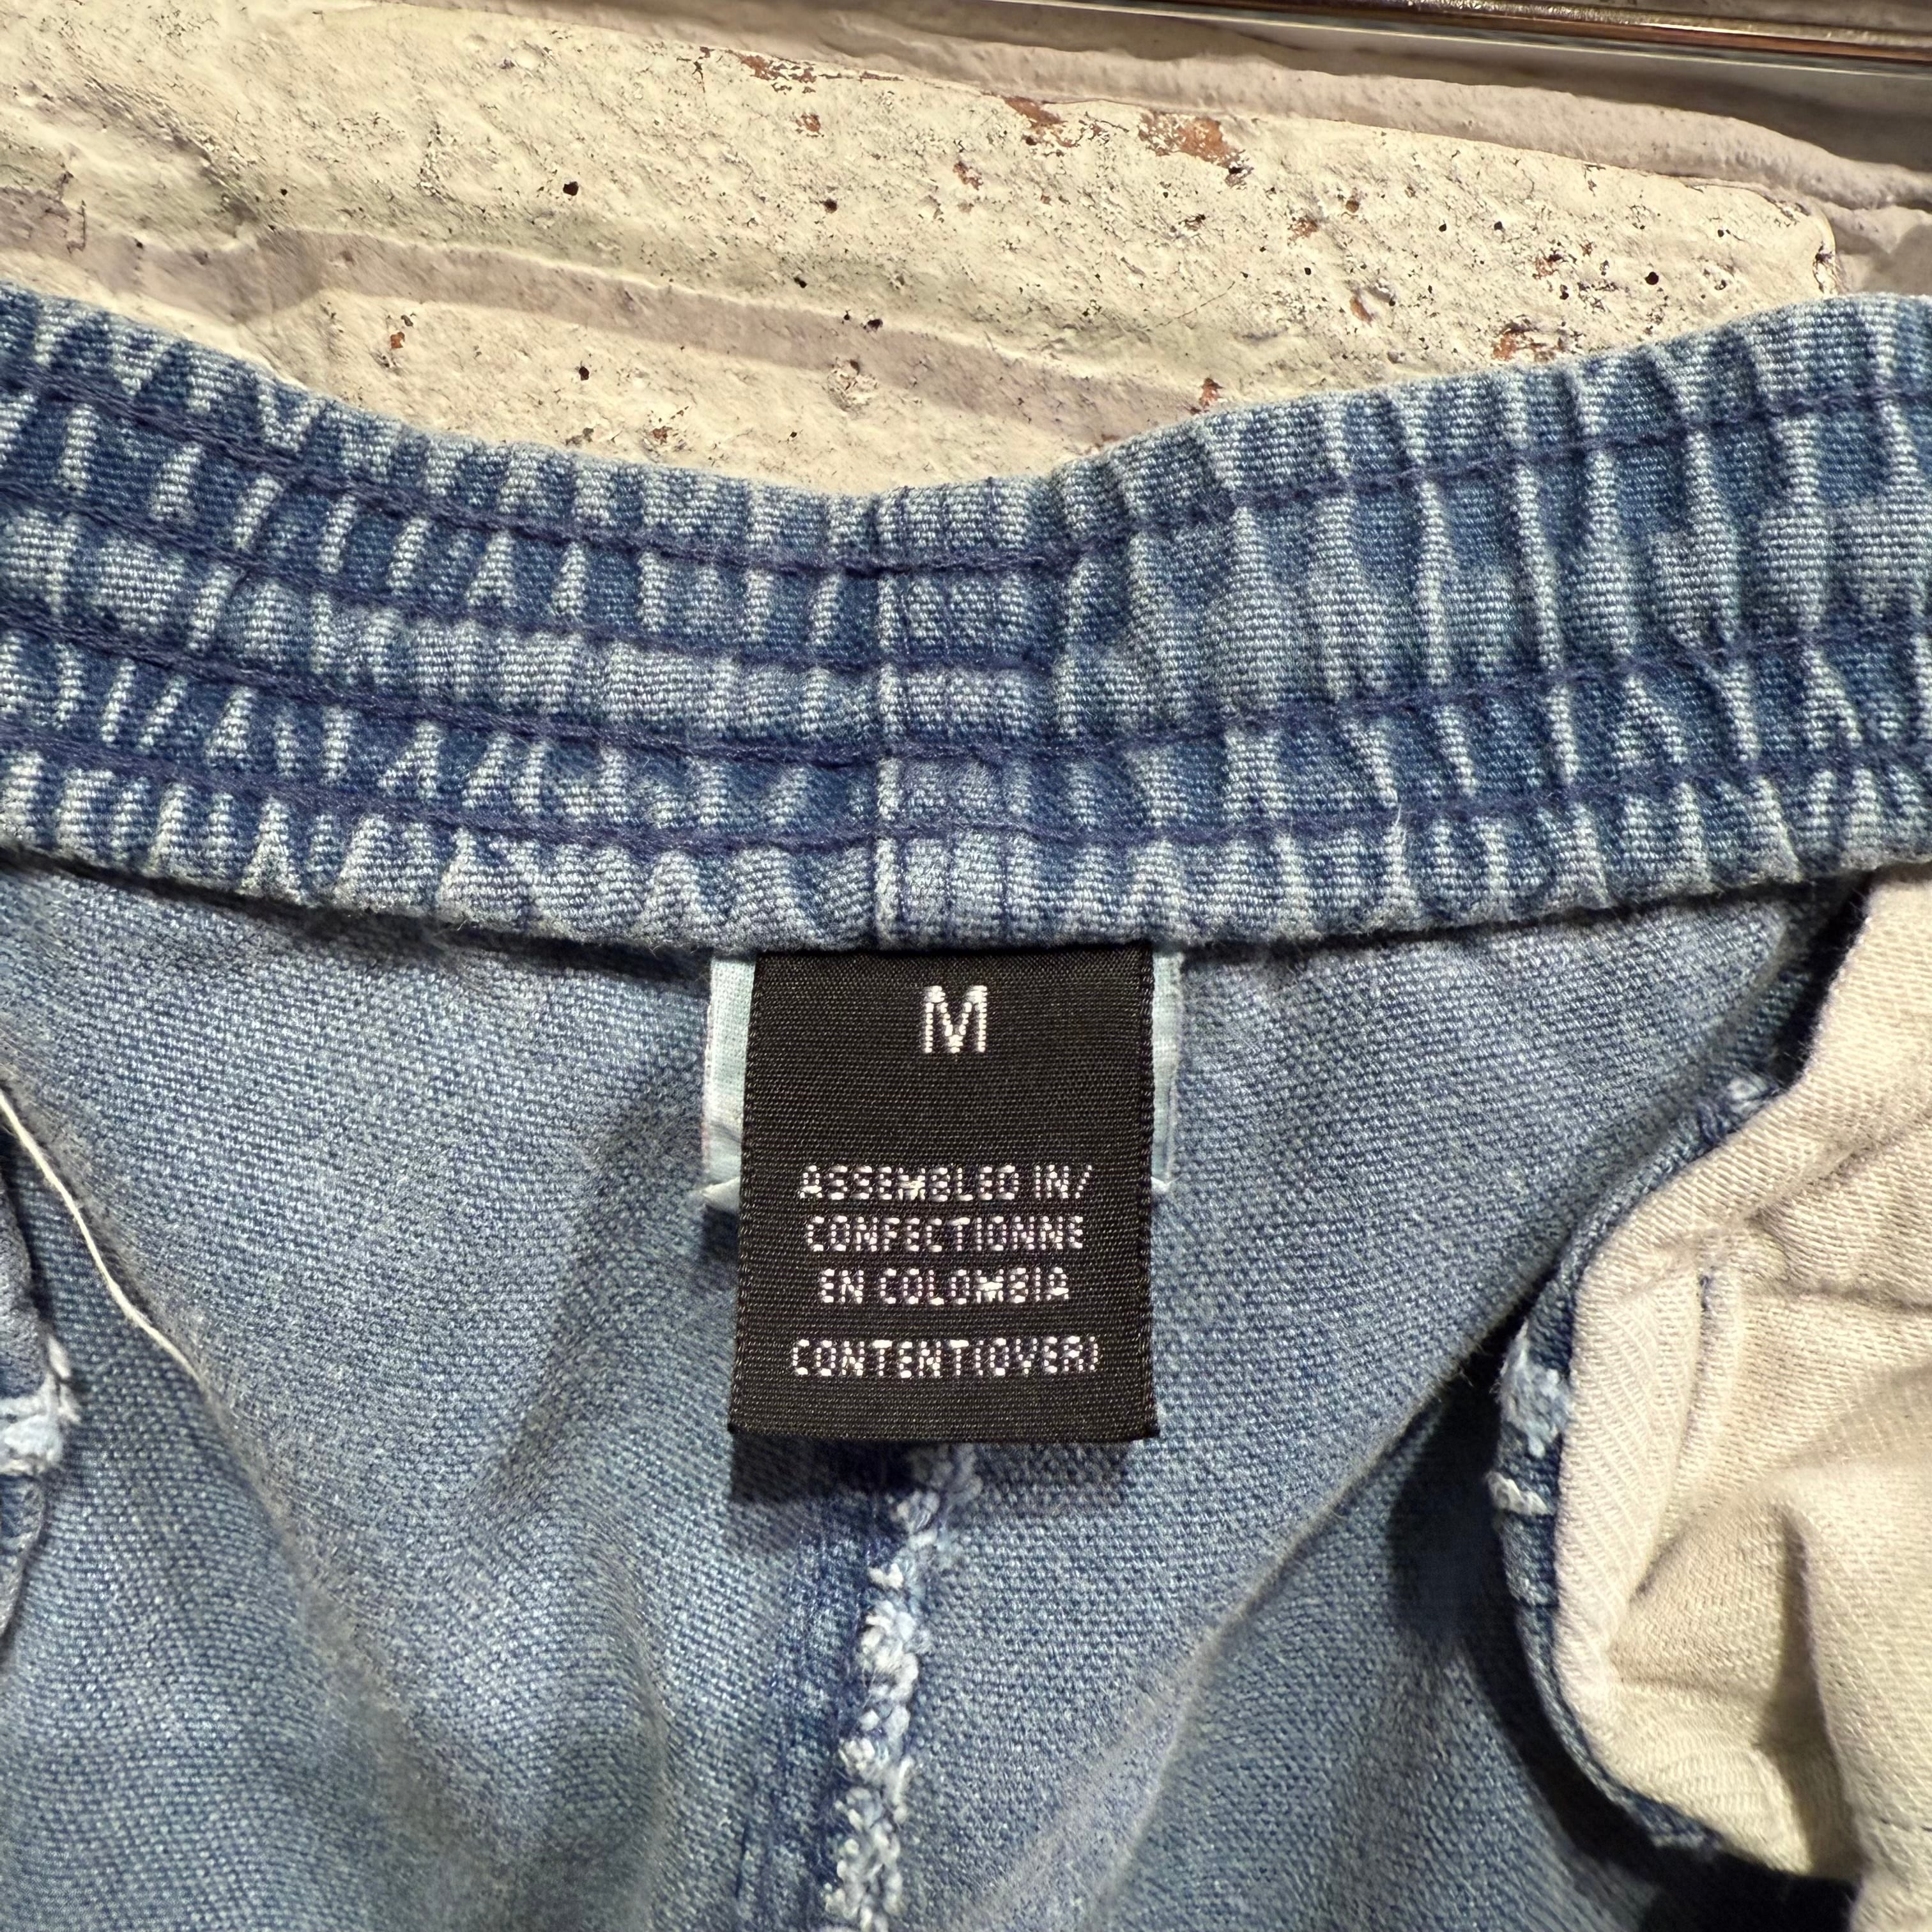 M
ASSEMBLED IN/
CONFECTIONNE
EN COLOMBIA
CONTENT(OVER)